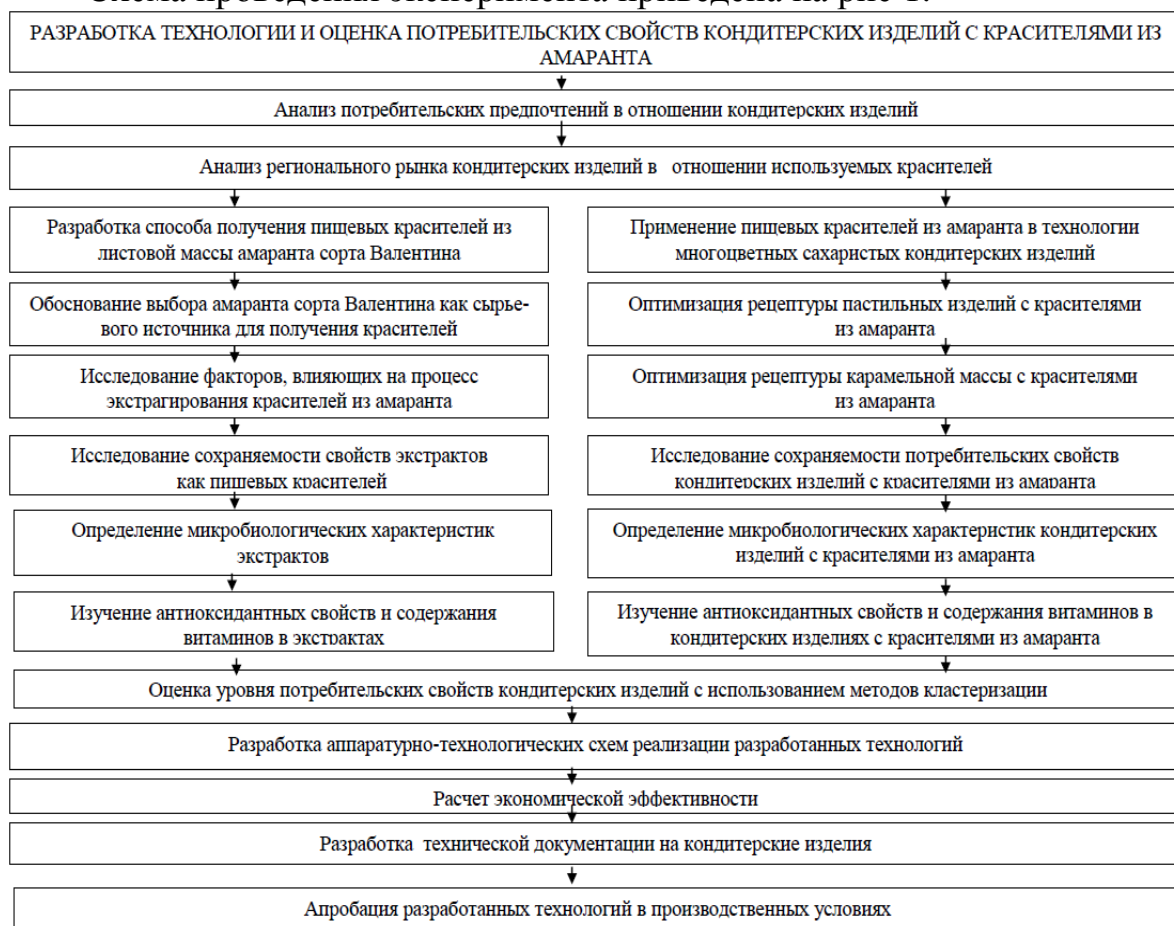 Схема проведения эксперимента приведена на рис 1.
РАЗРАБОТКА ТЕХНОЛОГИИ И ОЦЕНКА ПОТРЕБИТЕЛЬСКИХ СВОЙСТВ КОНДИТЕРСКИХ ИЗДЕЛИЙ С КРАСИТЕЛЯМИ ИЗ
АМАРАНТА
Анализ потребительских предпочтений в отношении кондитерских изделий
Анализ регионального рынка кондитерских изделий в отношении используемых красителей
Разработка способа получения пищевых красителей из
листовой массы амаранта сорта Валентина
Обоснование выбора амаранта сорта Валентина как сырье-
вого источника для получения красителей
Исследование факторов, влияющих на процесс
экстрагирования красителей из амаранта
Исследование сохраняемости свойств экстрактов
как пищевых красителей
Определение микробиологических характеристик
экстрактов
Изучение антиоксидантных свойств и содержания
витаминов в экстрактах
Применение пищевых красителей из амаранта в технологии
многоцветных сахаристых кондитерских изделий
Оптимизация рецептуры пастильных изделий с красителями
из амаранта
Оптимизация рецептуры карамельной массы с красителями
из амаранта
Исследование сохраняемости потребительских свойств
кондитерских изделий с красителями из амаранта
Определение микробиологических характеристик кондитерских
изделий с красителями из амаранта
Изучение антиоксидантных свойств и содержания витаминов в
кондитерских изделиях с красителями из амаранта
Оценка уровня потребительских свойств кондитерских изделий с использованием методов кластеризации
Разработка аппаратурно-технологических схем реализации разработанных технологий
Расчет экономической эффективности
Разработка технической документации на кондитерские изделия
Апробация разработанных технологий в производственных условиях